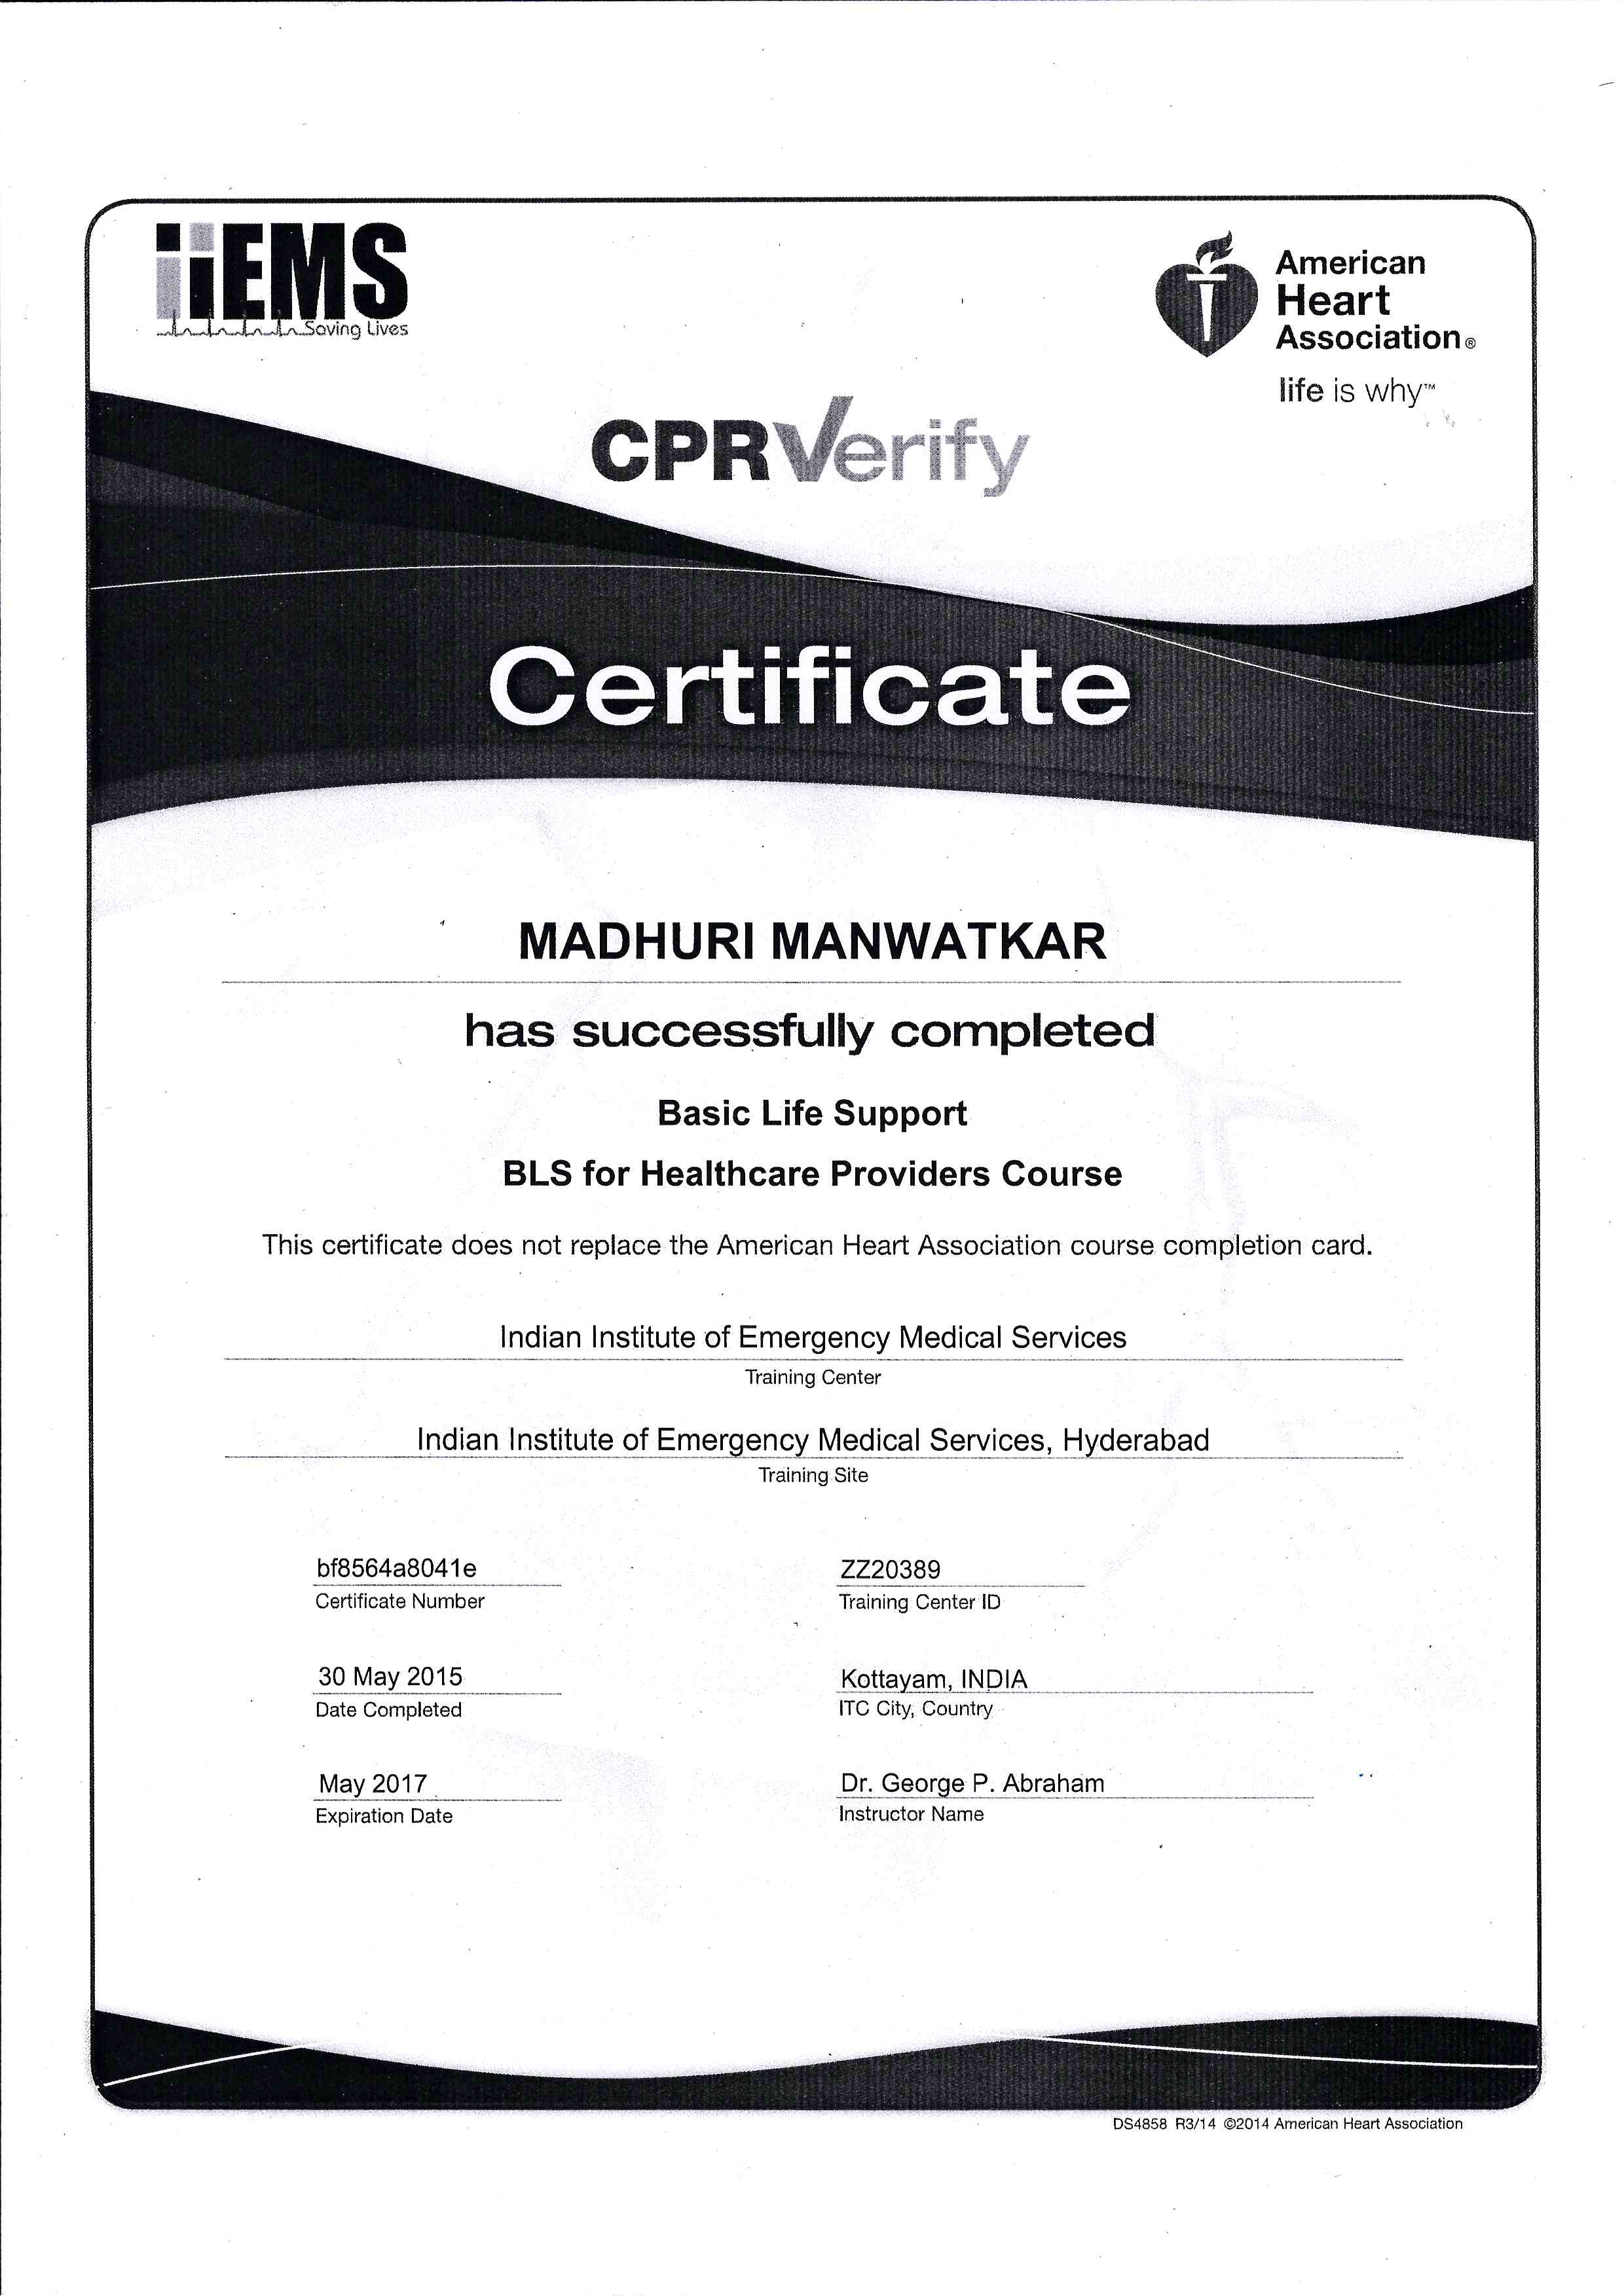 iiEMS
Saving Lives
American
Heart
Association®
life is why™
CPRVerify
Certificate
MADHURI MANWATKAR
has successfully completed
Basic Life Support
BLS for Healthcare Providers Course
This certificate does not replace the American Heart Association course completion card.
Indian Institute of Emergency Medical Services
Training Center
Indian Institute of Emergency Medical Services, Hyderabad
Training Site
bf8564a8041e
Certificate Number
ZZ20389
Training Center ID
30 May 2015
Date Completed
Kottayam, INDIA
ITC City, Country
May 2017
Expiration Date
Dr. George P. Abraham
Instructor Name
DS4858 R3/14 ©2014 American Heart Association